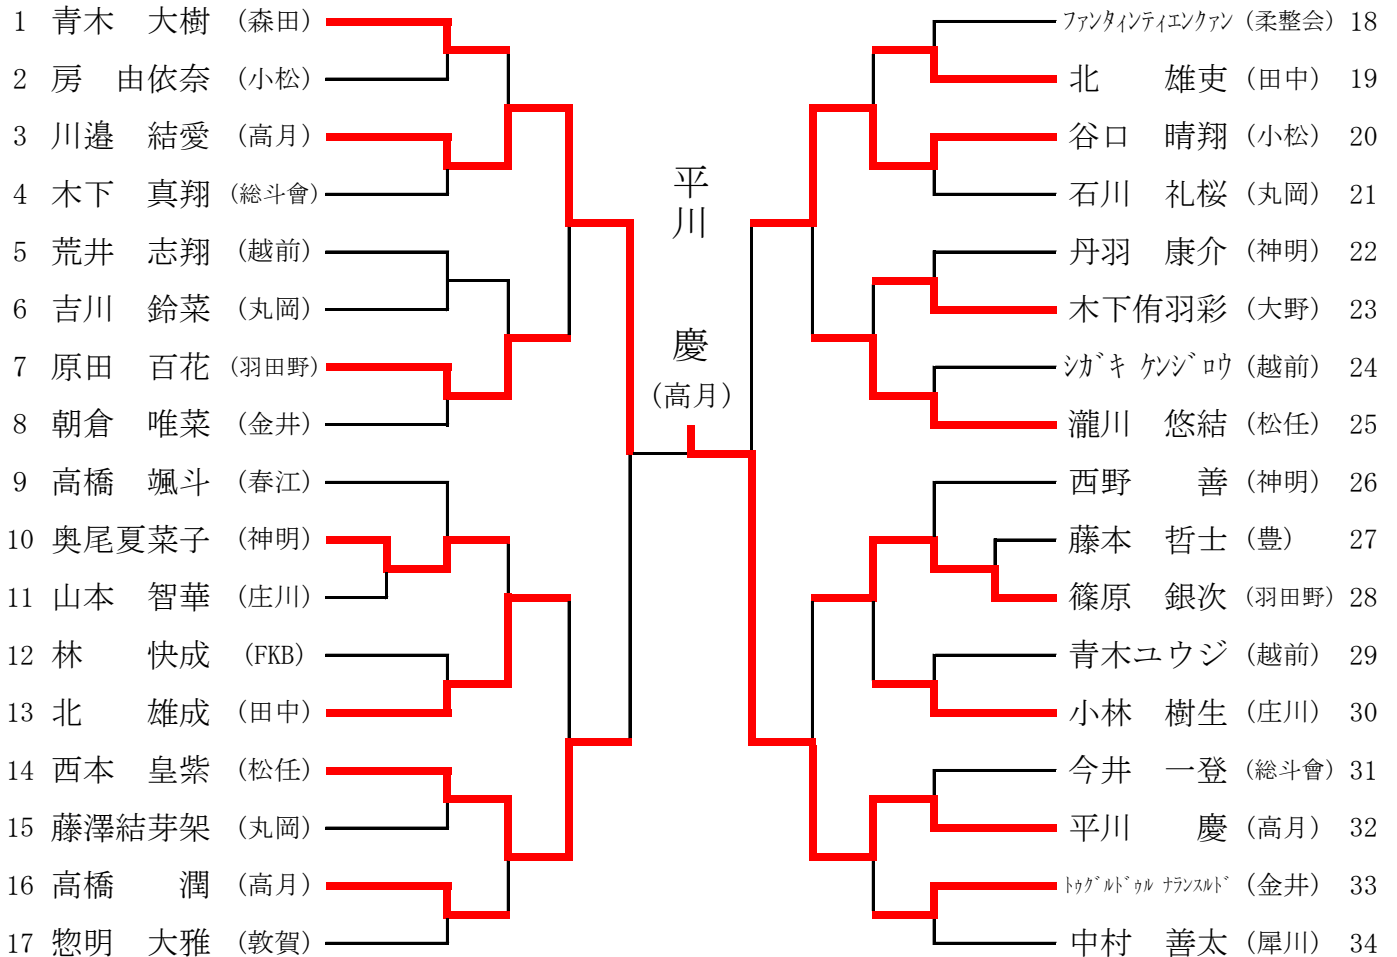 1 青木　大樹 (森田)
2 房　由依奈 (小松)
3 川邉　結愛 (高月)
4 木下　真翔 (総斗會)
5 荒井　志翔 (越前)
6 吉川　鈴菜 (丸岡)
7 原田　百花 (羽田野)
8 朝倉　唯菜 (金井)
9 高橋　颯斗 (春江)
10 奥尾夏菜子 (神明)
11 山本　智華 (庄川)
12 林　　快成 (FKB)
13 北　　雄成 (田中)
14 西本　皇紫 (松任)
15 藤澤結芽架 (丸岡)
16 高橋　　潤 (高月)
17 惣明　大雅 (敦賀)
平川　慶
(高月)
ファンタィンティエンクァン (柔整会) 18
北　　雄吏 (田中) 19
谷口　晴翔 (小松) 20
石川　礼桜 (丸岡) 21
丹羽　康介 (神明) 22
木下侑羽彩 (大野) 23
シガキ ケンジロウ (越前) 24
瀧川　悠結 (松任) 25
西野　　善 (神明) 26
藤本　哲士 (豊) 27
篠原　銀次 (羽田野) 28
青木ユウジ (越前) 29
小林　樹生 (庄川) 30
今井　一登 (総斗會) 31
平川　　慶 (高月) 32
トゥグルドゥル ナランスルド (金井) 33
中村　善太 (犀川) 34